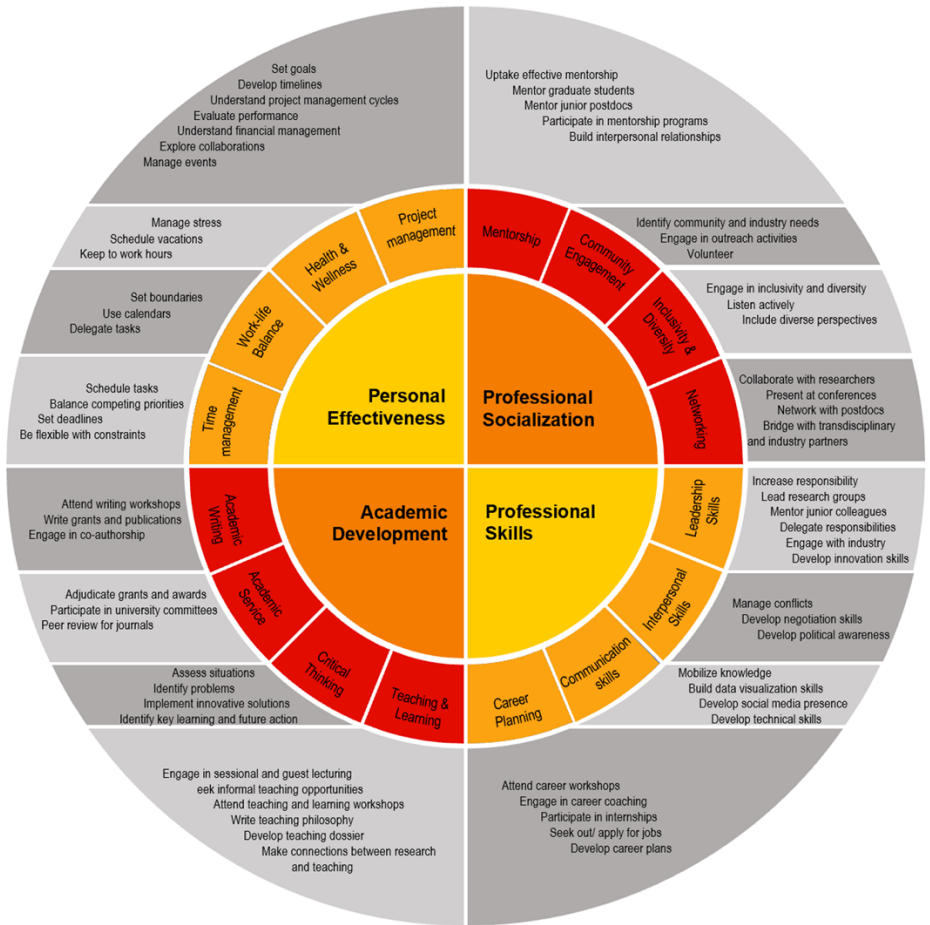 Set goals
Develop timelines
Understand project management cycles
Evaluate performance
Understand financial management
Explore collaborations
Manage events
Uptake effective mentorship
Mentor graduate students
Mentor junior postdocs
Participate in mentorship programs
Build interpersonal relationships
Manage stress
Schedule vacations
Keep to work hours
Identify community and industry needs
Engage in outreach activities
Volunteer
Set boundaries
Use calendars
Delegate tasks
Engage in inclusivity and diversity
Listen actively
Include diverse perspectives
Schedule tasks
Balance competing priorities
Set deadlines
Be flexible with constraints
Collaborate with researchers
Present at conferences
Network with postdocs
Bridge with transdisciplinary
and industry partners
Time
management
Work-life
Balance
Health &
Wellness
Project
management
Mentorship
Community
Engagement
Inclusivity &
Diversity
Networking
Personal
Effectiveness
Professional
Socialization
Academic
Development
Professional
Skills
Academic
Writing
Academic
Service
Critical
Thinking
Teaching &
Learning
Career
Planning
Communication
skills
Interpersonal
Skills
Leadership
Skills
Attend writing workshops
Write grants and publications
Engage in co-authorship
Increase responsibility
Lead research groups
Mentor junior colleagues
Delegate responsibilities
Engage with industry
Develop innovation skills
Adjudicate grants and awards
Participate in university committees
Peer review for journals
Manage conflicts
Develop negotiation skills
Develop political awareness
Assess situations
Identify problems
Implement innovative solutions
Identify key learning and future action
Mobilize knowledge
Build data visualization skills
Develop social media presence
Develop technical skills
Engage in sessional and guest lecturing
eek informal teaching opportunities
Attend teaching and learning workshops
Write teaching philosophy
Develop teaching dossier
Make connections between research
and teaching
Attend career workshops
Engage in career coaching
Participate in internships
Seek out/ apply for jobs
Develop career plans